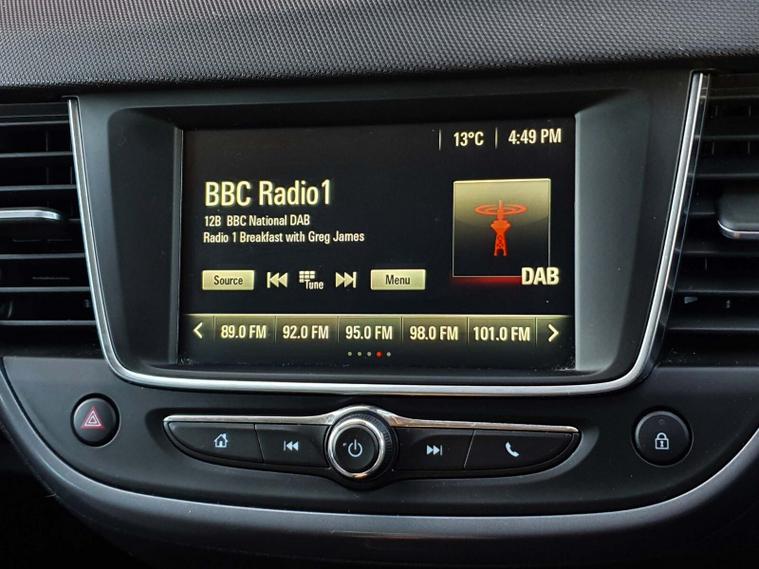 13°C 4:49 PM
BBC Radio1
12B BBC National DAB
Radio 1 Breakfast with Greg James
DAB
Source Tune Menu
89.0 FM 92.0 FM 95.0 FM 98.0 FM 101.0 FM